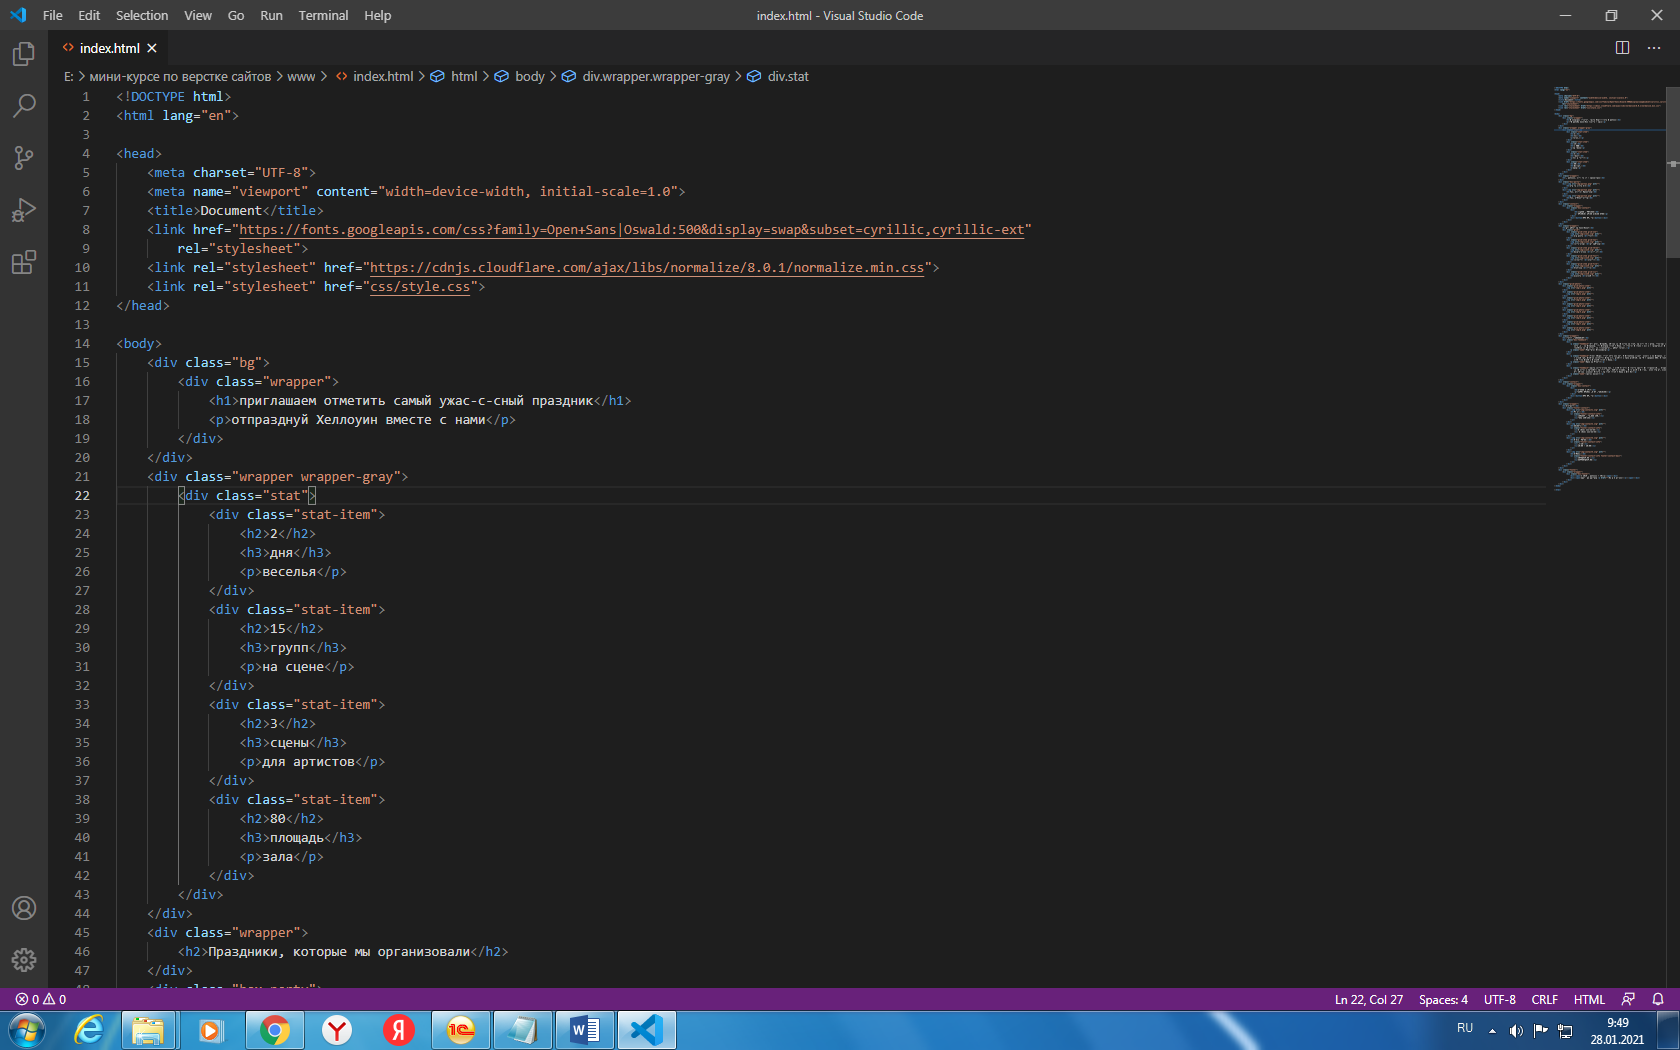 File Edit Selection View Go Run Terminal Help
index.html - Visual Studio Code
index.html
E: > мини-курсе по верстке сайтов > www > index.html > html > body > div.wrapper.wrapper-gray > div.stat
1 <!DOCTYPE html>
2 <html lang="en">
3
4 <head>
5 <meta charset="UTF-8">
6 <meta name="viewport" content="width=device-width, initial-scale=1.0">
7 <title>Document</title>
8 <link href="https://fonts.googleapis.com/css?family=Open+Sans|Oswald:500&display=swap&subset=cyrillic,cyrillic-ext"
9 rel="stylesheet">
10 <link rel="stylesheet" href="https://cdnjs.cloudflare.com/ajax/libs/normalize/8.0.1/normalize.min.css">
11 <link rel="stylesheet" href="css/style.css">
12 </head>
13
14 <body>
15 <div class="bg">
16 <div class="wrapper">
17 <h1>приглашаем отметить самый ужас-с-сный праздник</h1>
18 <p>отпразднуй Хеллоуин вместе с нами</p>
19 </div>
20 </div>
21 <div class="wrapper wrapper-gray">
22 <div class="stat">
23 <div class="stat-item">
24 <h2>2</h2>
25 <h3>дня</h3>
26 <p>веселья</p>
27 </div>
28 <div class="stat-item">
29 <h2>15</h2>
30 <h3>групп</h3>
31 <p>на сцене</p>
32 </div>
33 <div class="stat-item">
34 <h2>3</h2>
35 <h3>сцены</h3>
36 <p>для артистов</p>
37 </div>
38 <div class="stat-item">
39 <h2>80</h2>
40 <h3>площадь</h3>
41 <p>зала</p>
42 </div>
43 </div>
44 </div>
45 <div class="wrapper">
46 <h2>Праздники, которые мы организовали</h2>
47 </div>
0 0
Ln 22, Col 27 Spaces: 4 UTF-8 CRLF HTML
RU
9:49
28.01.2021